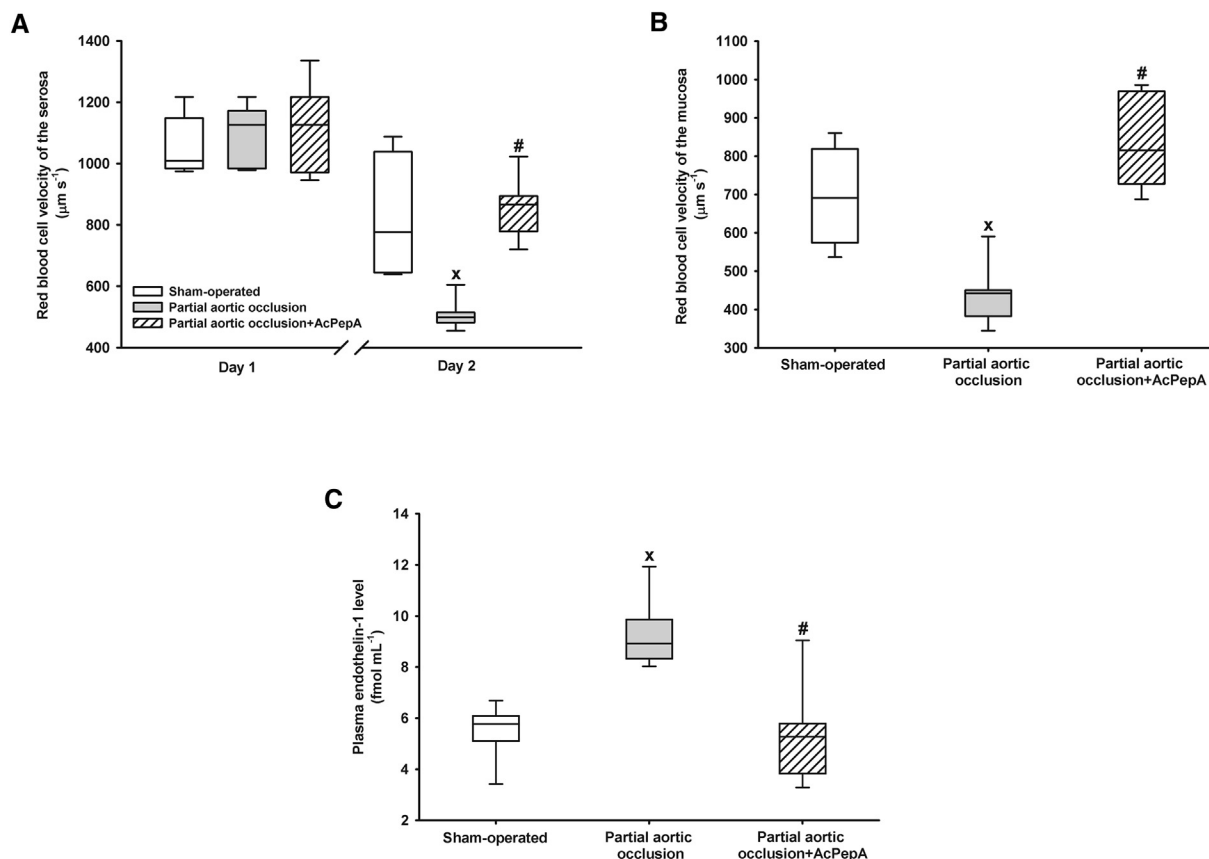 A
Red blood cell velocity of the serosa
(μm s⁻¹)
1400
1200
1000
800
600
400
x
#
Sham-operated
Partial aortic occlusion
Partial aortic occlusion+AcPepA
Day 1
Day 2
B
Red blood cell velocity of the mucosa
(μm s⁻¹)
1100
1000
900
800
700
600
500
400
300
x
#
Sham-operated
Partial aortic
occlusion
Partial aortic
occlusion+AcPepA
C
Plasma endothelin-1 level
(fmol mL⁻¹)
14
12
10
8
6
4
2
x
#
Sham-operated
Partial aortic
occlusion
Partial aortic
occlusion+AcPepA